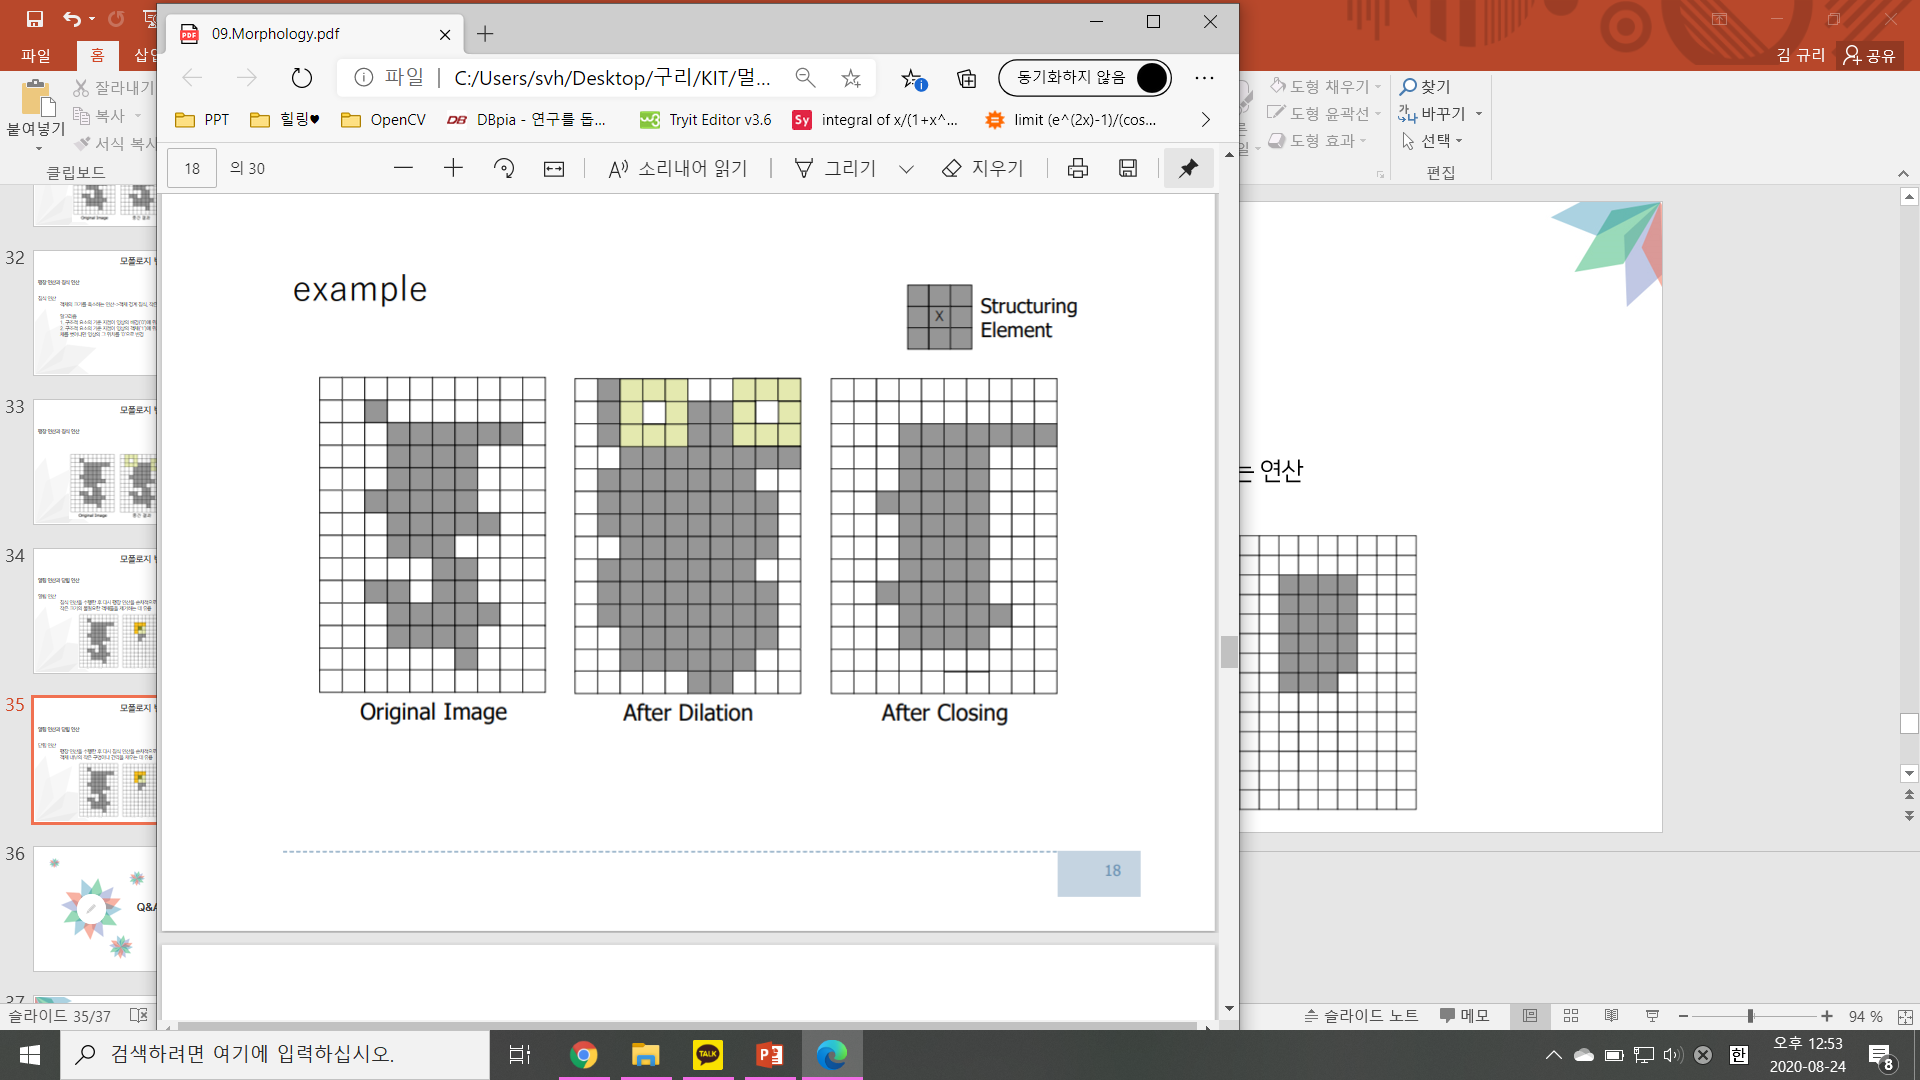 09.Morphology.pdf
파일
홈
삽입
김 규리
공유
파일
C:/Users/svh/Desktop/구리/KIT/멀...
동기화하지 않음
붙여넣기
잘라내기
복사
서식 복사
클립보드
PPT
힐링♥
OpenCV
DBpia - 연구를 듭...
Tryit Editor v3.6
integral of x/(1+x^...
limit (e^(2x)-1)/(cos...
도형 채우기
도형 윤곽선
도형 효과
찾기
바꾸기
선택
편집
18
의 30
소리내어 읽기
그리기
지우기
example
X
Structuring
Element
Original Image
After Dilation
After Closing
18
는 연산
32
33
34
35
36
Q&A
37
슬라이드 35/37
슬라이드 노트
메모
94 %
검색하려면 여기에 입력하십시오.
TALK
한
오후 12:53
2020-08-24
8